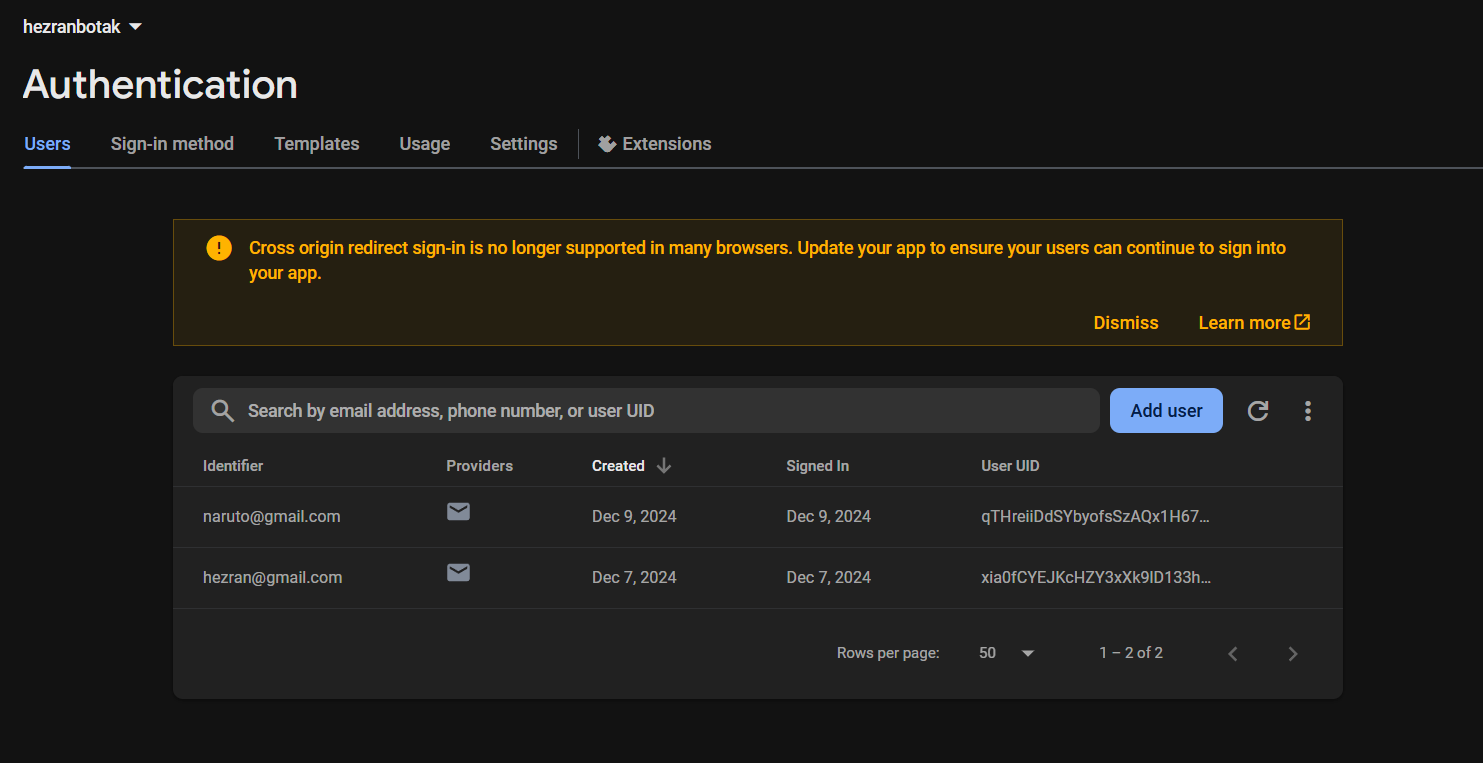 hezranbotak
Authentication
Users Sign-in method Templates Usage Settings Extensions
Cross origin redirect sign-in is no longer supported in many browsers. Update your app to ensure your users can continue to sign into
your app.
Dismiss Learn more
Search by email address, phone number, or user UID Add user
Identifier Providers Created Signed In User UID
naruto@gmail.com Dec 9, 2024 Dec 9, 2024 qTHreiiDdSYbyofsSzAQx1H67...
hezran@gmail.com Dec 7, 2024 Dec 7, 2024 xia0fCYEJKcHZY3xXk9ID133h...
Rows per page: 50 1 – 2 of 2